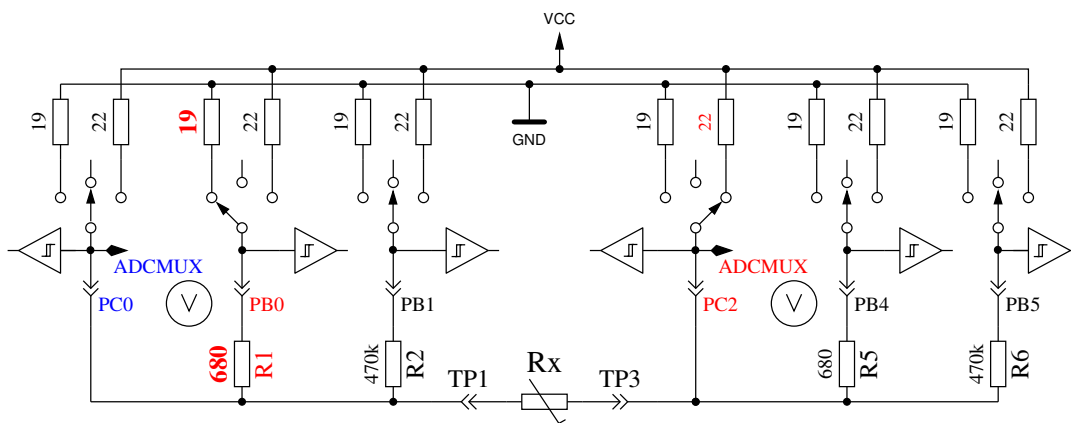 VCC
19
22
19
22
19
22
GND
19
22
19
22
19
22
ADCMUX
ADCMUX
PC0
V
PB0
PB1
PC2
V
PB4
PB5
680
R1
470k
R2
TP1
Rx
TP3
680
R5
470k
R6